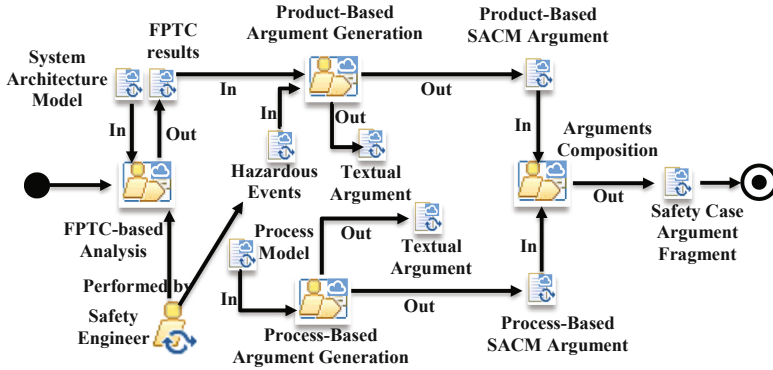 System
Architecture
Model
FPTC
results
Product-Based
Argument Generation
Product-Based
SACM Argument
In
Out
In
Out
In
Out
Textual
Argument
Hazardous
Events
In
Arguments
Composition
Out
Safety Case
Argument
Fragment
FPTC-based
Analysis
Performed by
Safety
Engineer
Process
Model
In
Out
Textual
Argument
Out
In
Process-Based
Argument Generation
Process-Based
SACM Argument